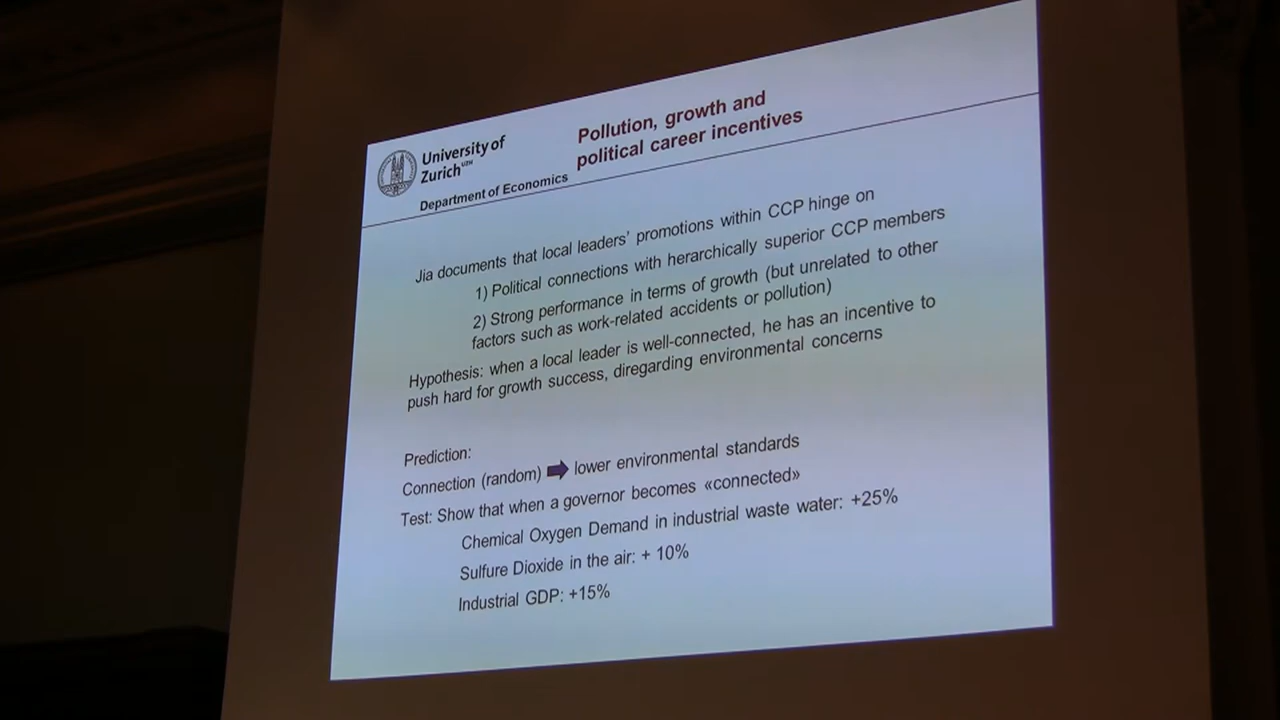 University of
Zurich UZH
Department of Economics
Pollution, growth and
political career incentives
Jia documents that local leaders' promotions within CCP hinge on
1) Political connections with herarchically superior CCP members
2) Strong performance in terms of growth (but unrelated to other
factors such as work-related accidents or pollution)
Hypothesis: when a local leader is well-connected, he has an incentive to
push hard for growth success, diregarding environmental concerns
Prediction:
Connection (random) ➡ lower environmental standards
Test: Show that when a governor becomes «connected»
Chemical Oxygen Demand in industrial waste water: +25%
Sulfure Dioxide in the air: + 10%
Industrial GDP: +15%